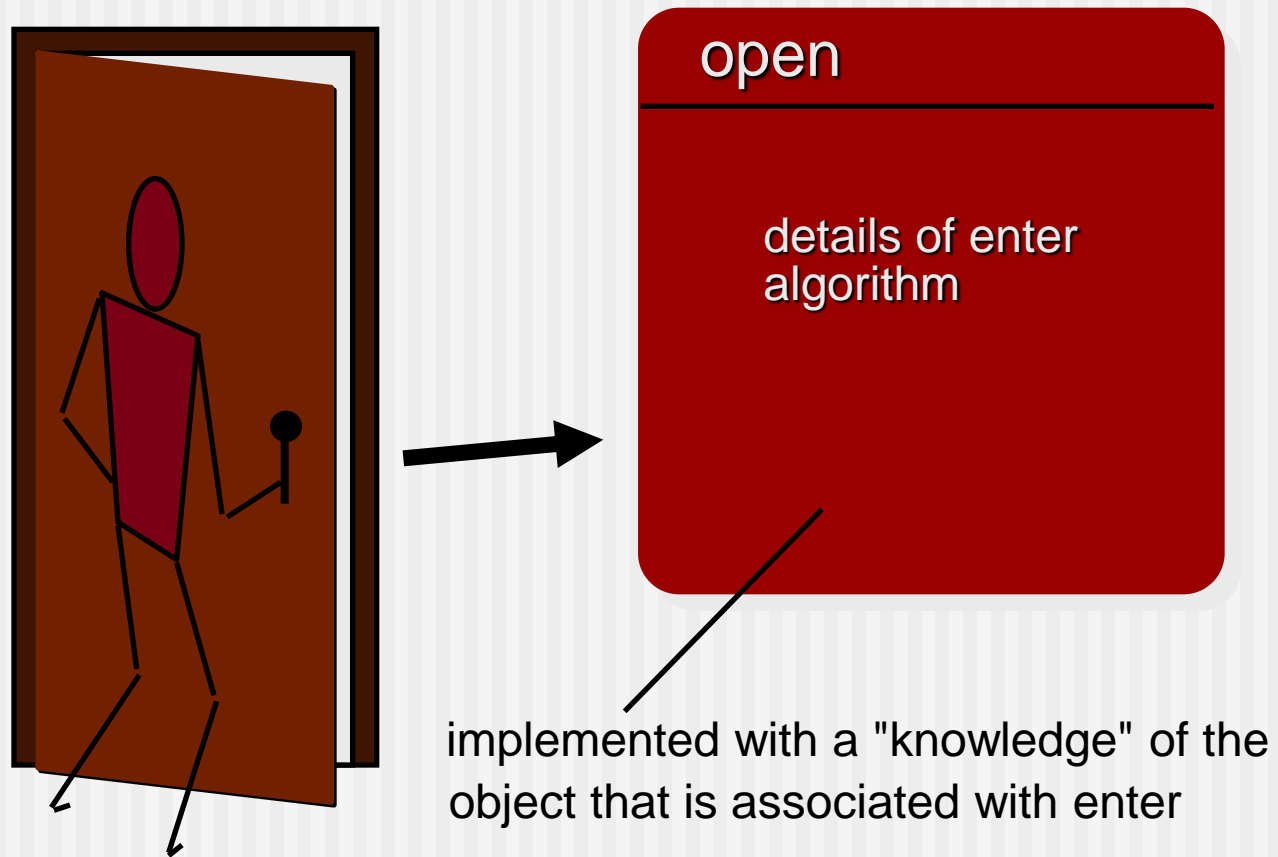 open
details of enter
algorithm
implemented with a "knowledge" of the
object that is associated with enter